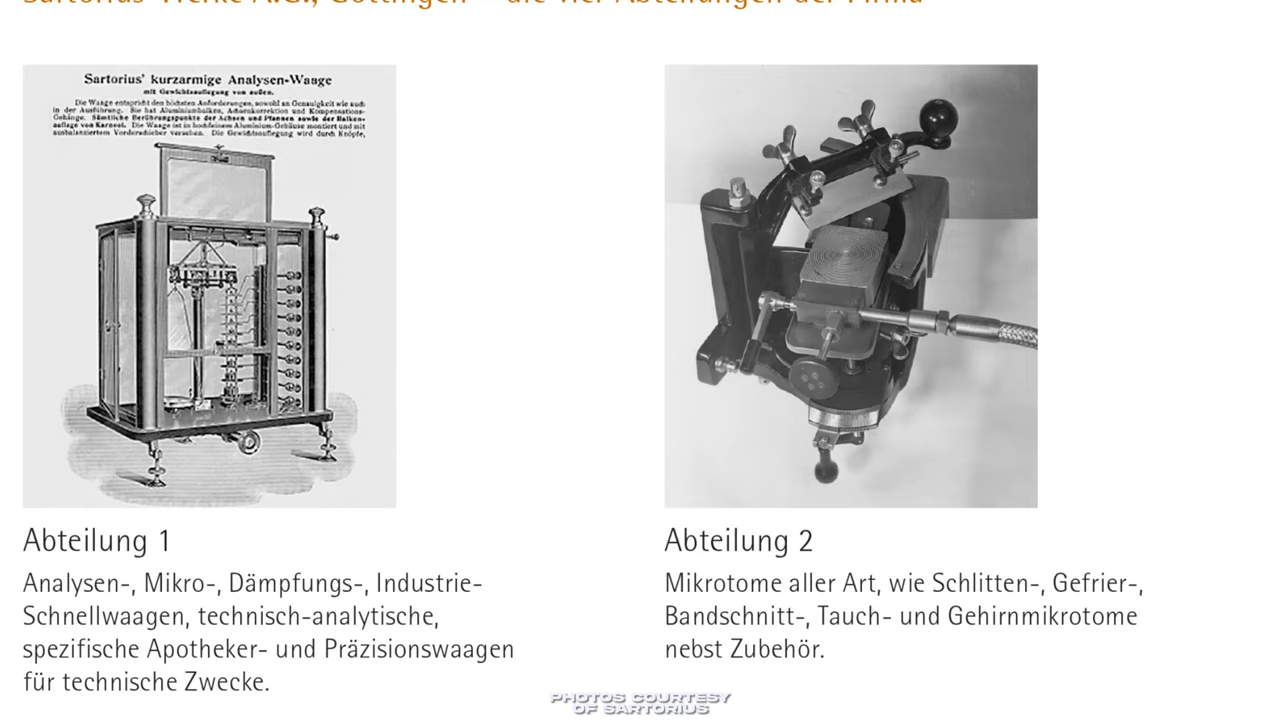 Sartorius-Werke A.G., Göttingen – die vier Abteilungen der Firma
Sartorius' kurzarmige Analysen-Waage
mit Gewichtsauflegung von außen.
Die Waage entspricht den höchsten Anforderungen, sowohl an Genauigkeit wie auch
in der Ausführung. Sie hat Aluminiumbalken, Achsenkorrektion und Kompensations-
Gehänge. Sämtliche Berührungspunkte der Achsen und Pfannen sowie der Balken-
auflage von Karneol. Die Waage ist in hochfeinem Aluminium-Gehäuse montiert und mit
ausbalanziertem Vorderschieber versehen. Die Gewichtsauflegung wird durch Knöpfe,
Abteilung 1
Analysen-, Mikro-, Dämpfungs-, Industrie-
Schnellwaagen, technisch-analytische,
spezifische Apotheker- und Präzisionswaagen
für technische Zwecke.
Abteilung 2
Mikrotome aller Art, wie Schlitten-, Gefrier-,
Bandschnitt-, Tauch- und Gehirnmikrotome
nebst Zubehör.
PHOTOS COURTESY
OF SARTORIUS